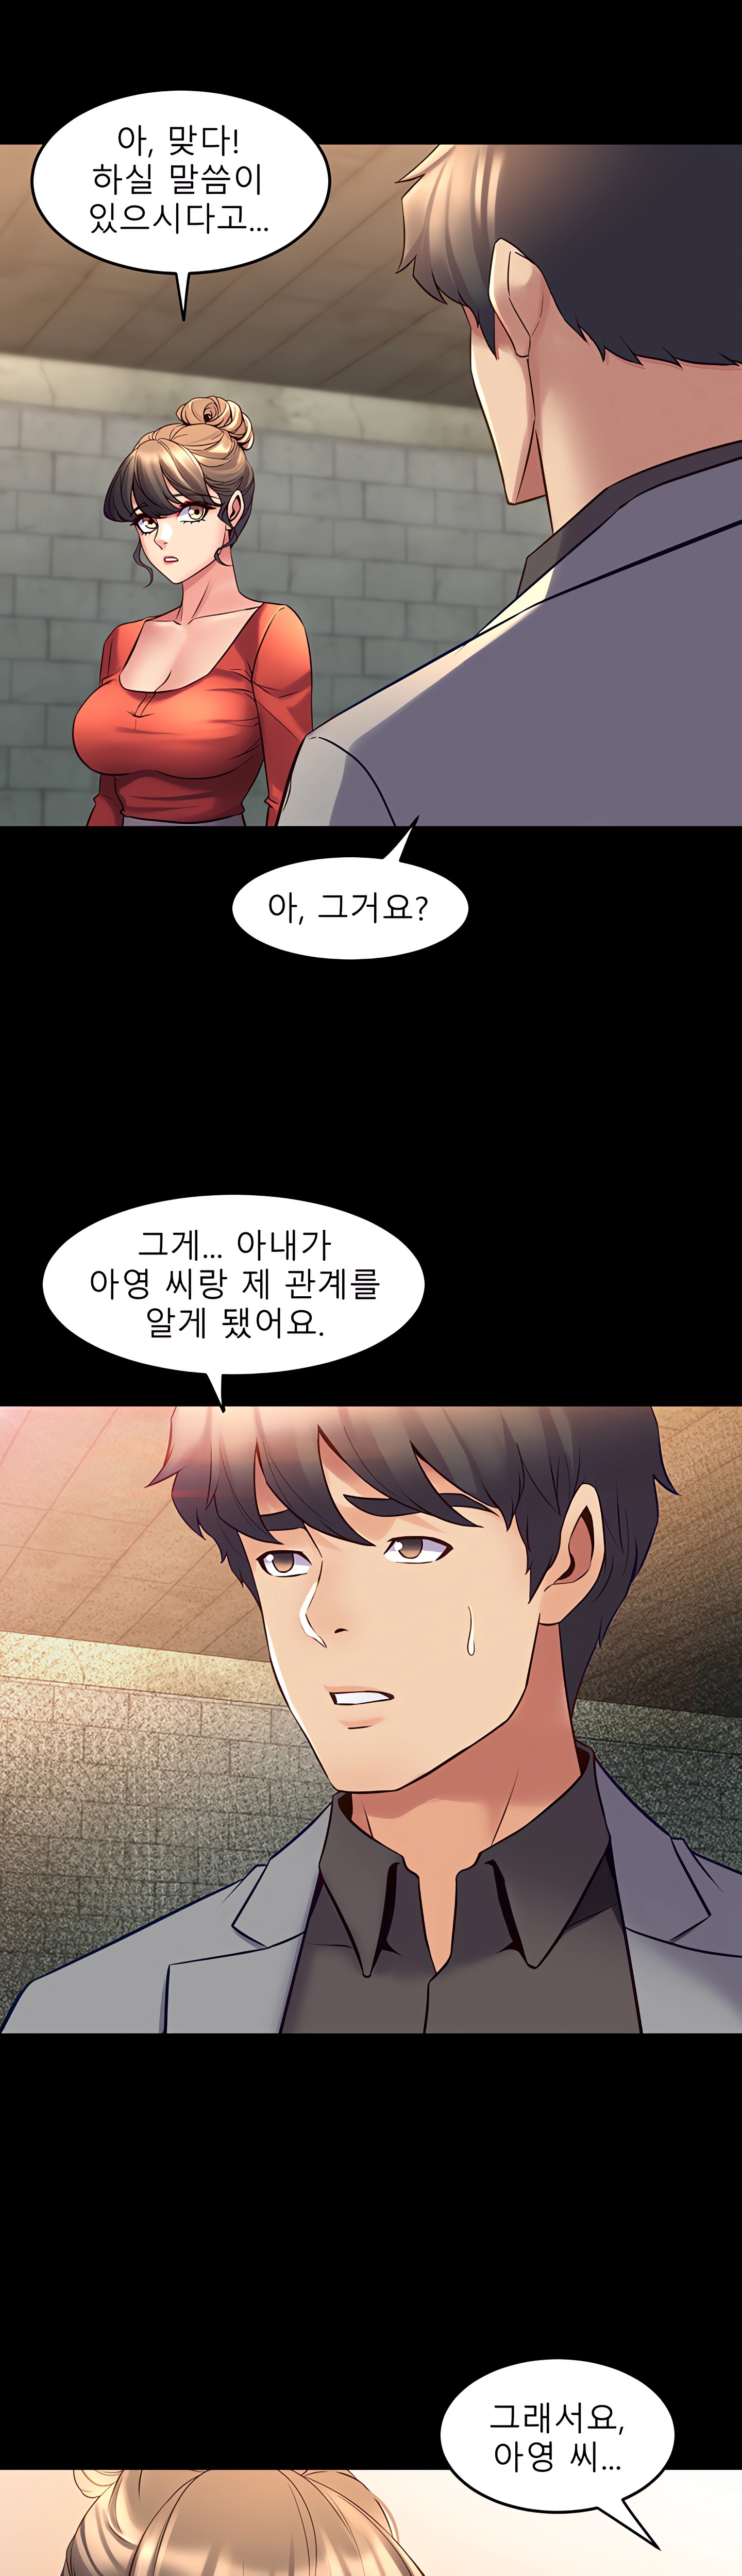 아, 맞다!
하실 말씀이
있으시다고...
아, 그거요?
그게... 아내가
아영 씨랑 제 관계를
알게 됐어요.
그래서요,
아영 씨...